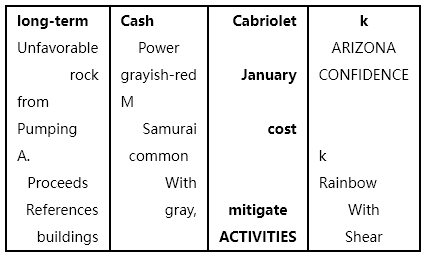 long-term Cash Cabriolet k
Unfavorable Power ARIZONA
rock grayish-red January CONFIDENCE
from M
Pumping Samurai cost
A. common k
Proceeds With Rainbow
References gray, mitigate With
buildings ACTIVITIES Shear